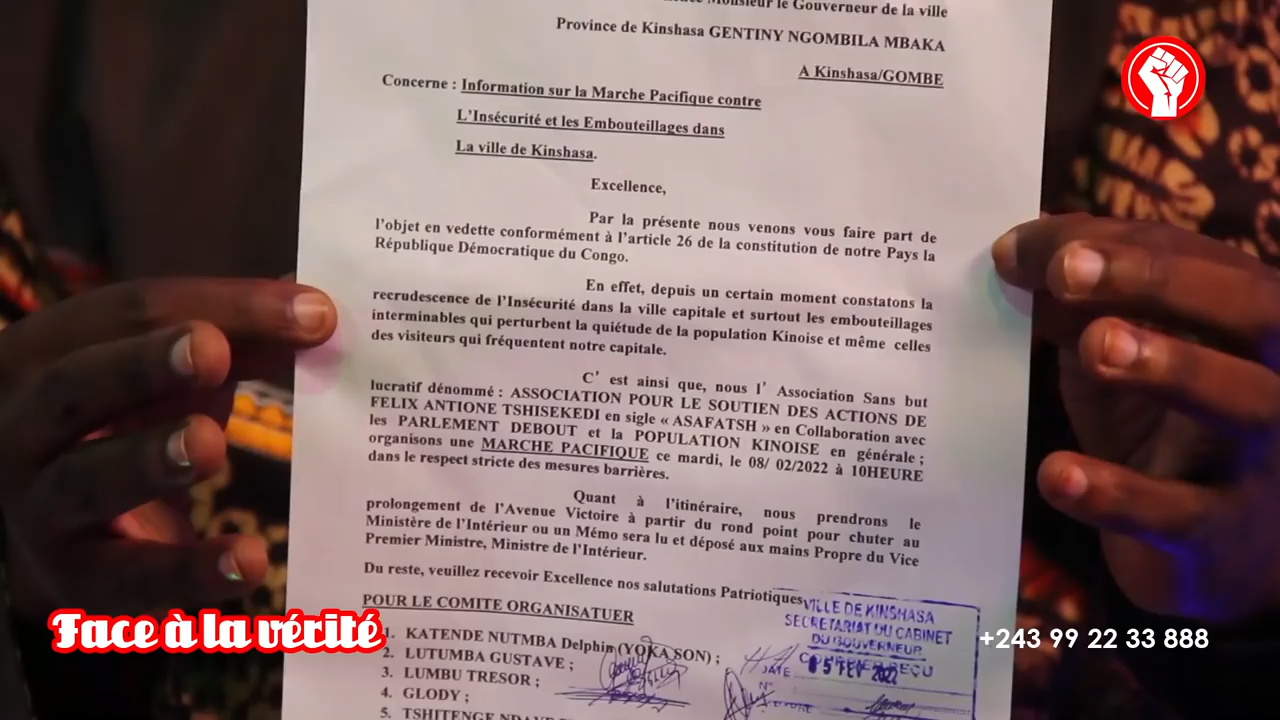 Monsieur le Gouverneur de la ville
Province de Kinshasa GENTINY NGOMBILA MBAKA
A Kinshasa/GOMBE
Concerne : Information sur la Marche Pacifique contre
L'Insécurité et les Embouteillages dans
La ville de Kinshasa.
Excellence,
Par la présente nous venons vous faire part de
l'objet en vedette conformément à l'article 26 de la constitution de notre Pays la
République Démocratique du Congo.
En effet, depuis un certain moment constatons la
recrudescence de l'Insécurité dans la ville capitale et surtout les embouteillages
interminables qui perturbent la quiétude de la population Kinoise et même celles
des visiteurs qui fréquentent notre capitale.
C' est ainsi que, nous l' Association Sans but
lucratif dénommé : ASSOCIATION POUR LE SOUTIEN DES ACTIONS DE
FELIX ANTIONE TSHISEKEDI en sigle « ASAFATSH » en Collaboration avec
les PARLEMENT DEBOUT et la POPULATION KINOISE en générale ;
organisons une MARCHE PACIFIQUE ce mardi, le 08/ 02/2022 à 10HEURE
dans le respect stricte des mesures barrières.
Quant à l'itinéraire, nous prendrons le
prolongement de l'Avenue Victoire à partir du rond point pour chuter au
Ministère de l'Intérieur ou un Mémo sera lu et déposé aux mains Propre du Vice
Premier Ministre, Ministre de l'Intérieur.
Du reste, veuillez recevoir Excellence nos salutations Patriotiques
POUR LE COMITE ORGANISATUER
1. KATENDE NUTMBA Delphin (YOKA SON) ;
2. LUTUMBA GUSTAVE ;
3. LUMBU TRESOR ;
4. GLODY ;
5. TSHITENGE
VILLE DE KINSHASA
SECRETARIAT DU CABINET
DU GOUVERNEUR
COURRIER REÇU
DATE 05 FEV 2022
N°
Face à la vérité
+243 99 22 33 888